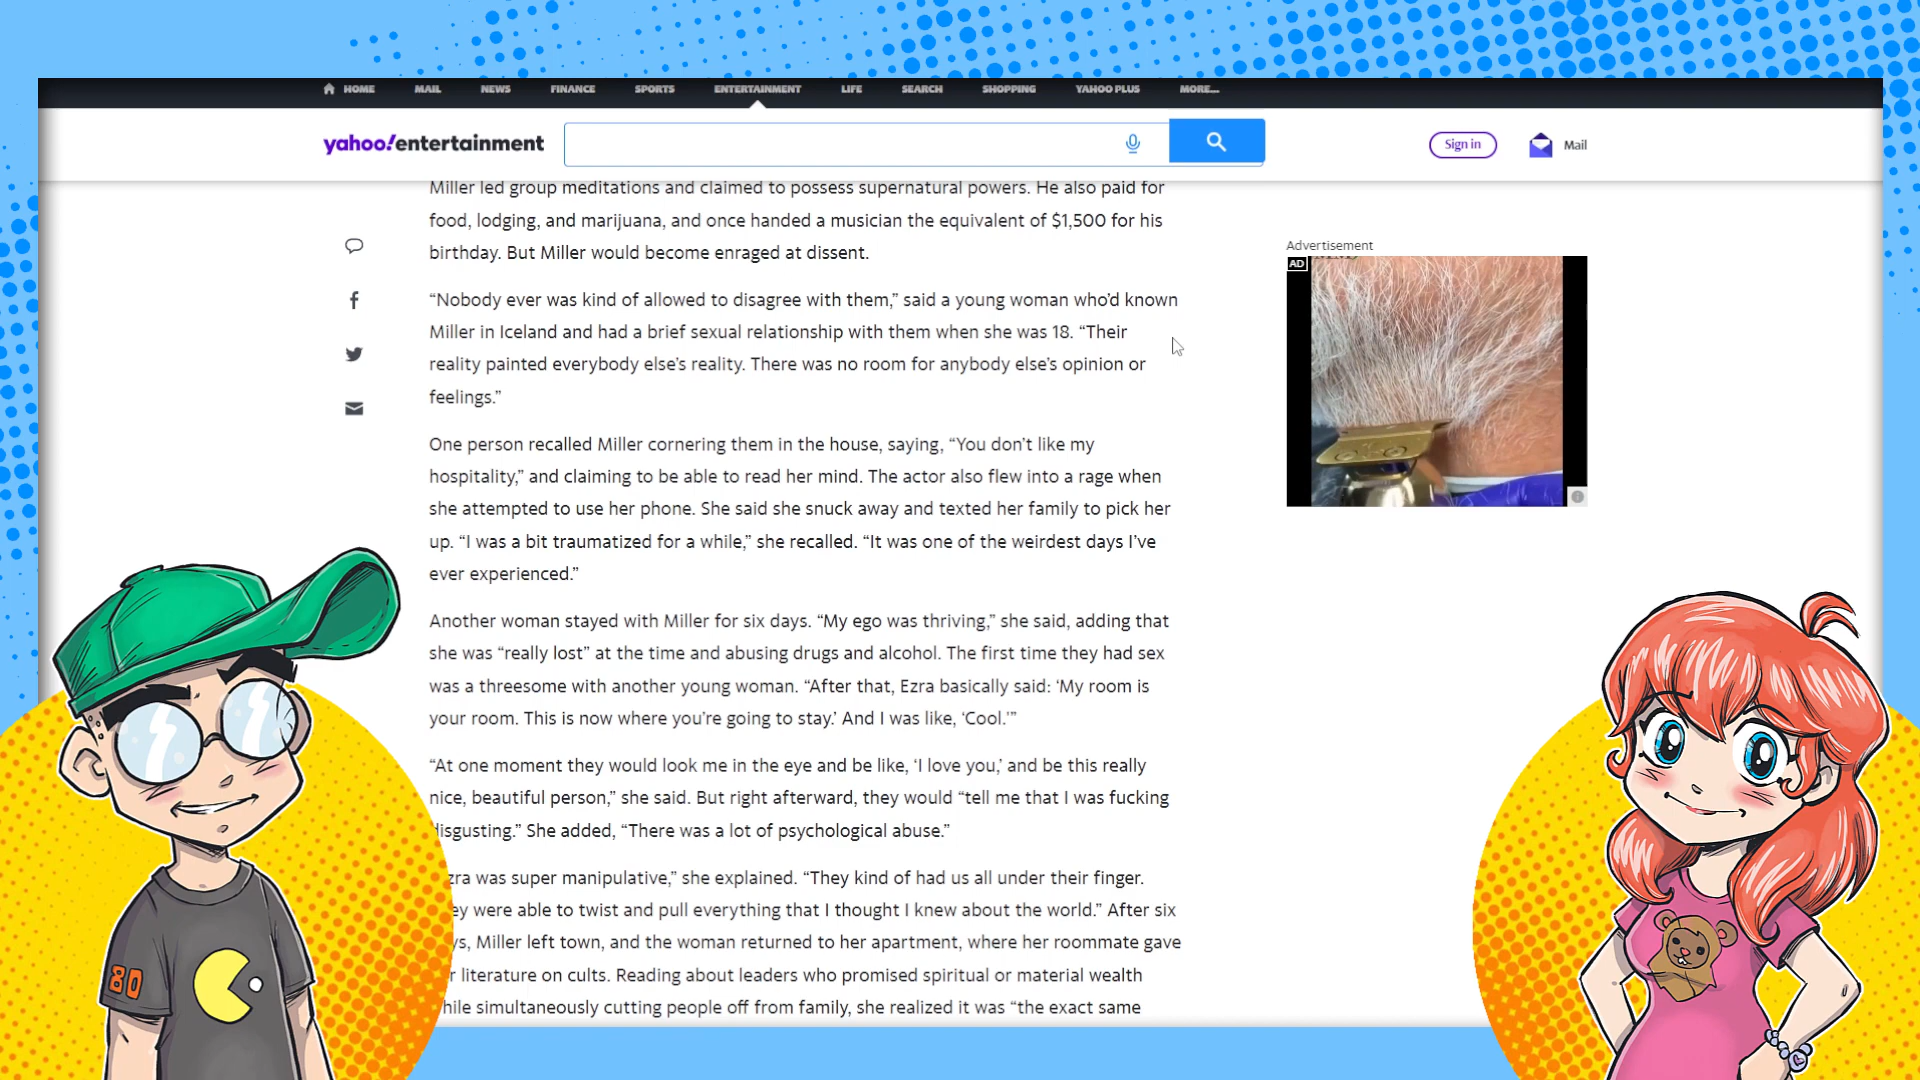 HOME MAIL NEWS FINANCE SPORTS ENTERTAINMENT LIFE SEARCH SHOPPING YAHOO PLUS MORE...
yahoo!entertainment
Sign in
Mail
Miller led group meditations and claimed to possess supernatural powers. He also paid for
food, lodging, and marijuana, and once handed a musician the equivalent of $1,500 for his
birthday. But Miller would become enraged at dissent.
“Nobody ever was kind of allowed to disagree with them,” said a young woman who’d known
Miller in Iceland and had a brief sexual relationship with them when she was 18. “Their
reality painted everybody else’s reality. There was no room for anybody else’s opinion or
feelings.”
One person recalled Miller cornering them in the house, saying, “You don’t like my
hospitality,” and claiming to be able to read her mind. The actor also flew into a rage when
she attempted to use her phone. She said she snuck away and texted her family to pick her
up. “I was a bit traumatized for a while,” she recalled. “It was one of the weirdest days I’ve
ever experienced.”
Another woman stayed with Miller for six days. “My ego was thriving,” she said, adding that
she was “really lost” at the time and abusing drugs and alcohol. The first time they had sex
was a threesome with another young woman. “After that, Ezra basically said: ‘My room is
your room. This is now where you’re going to stay.’ And I was like, ‘Cool.’”
“At one moment they would look me in the eye and be like, ‘I love you,’ and be this really
nice, beautiful person,” she said. But right afterward, they would “tell me that I was fucking
isgusting.” She added, “There was a lot of psychological abuse.”
zra was super manipulative,” she explained. “They kind of had us all under their finger.
ey were able to twist and pull everything that I thought I knew about the world.” After six
ys, Miller left town, and the woman returned to her apartment, where her roommate gave
r literature on cults. Reading about leaders who promised spiritual or material wealth
hile simultaneously cutting people off from family, she realized it was “the exact same
Advertisement
AD
80